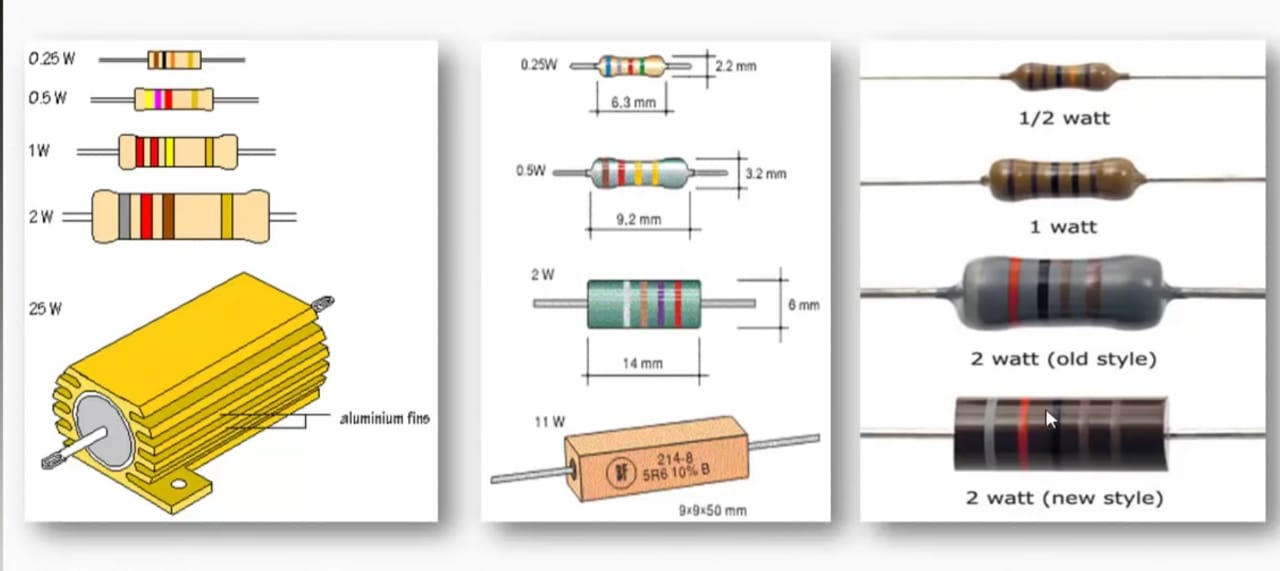 0.25 W
0.5 W
1W
2 W
25 W
aluminium fins
0.25W
2.2 mm
6.3 mm
0.5W
3.2 mm
9.2 mm
2 W
6 mm
14 mm
11 W
BF
214-8
5R6 10% B
9×9×50 mm
1/2 watt
1 watt
2 watt (old style)
2 watt (new style)